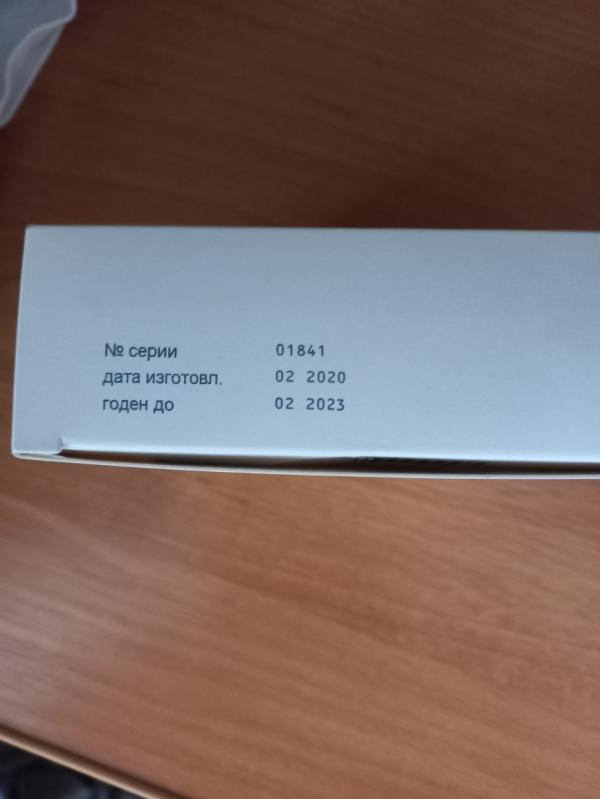 № серии 01841
дата изготовл. 02 2020
годен до 02 2023